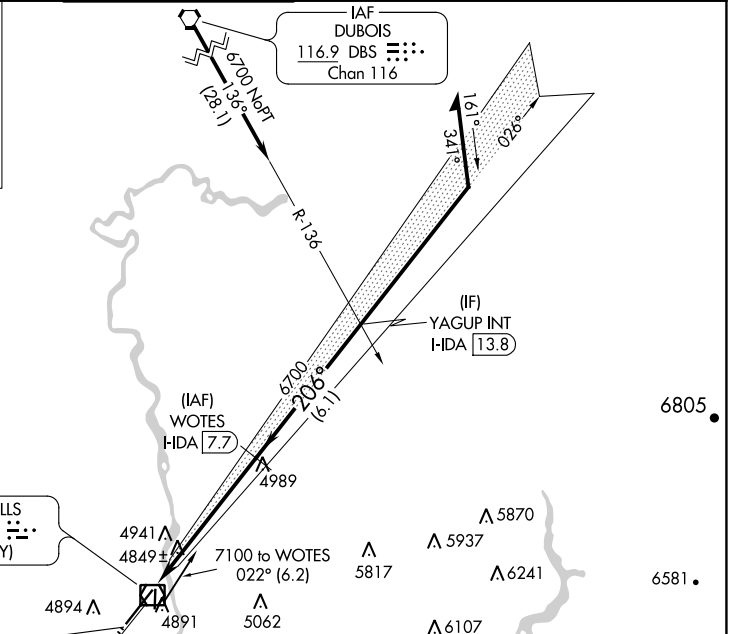 IAF
DUBOIS
116.9 DBS
Chan 116
6700 NoPT
136°
(28.1)
R-136
161°
341°
026°
(IF)
YAGUP INT
I-IDA 13.8
6700
206°
(6.1)
(IAF)
WOTES
I-IDA 7.7
6805
4989
LLS
Y)
4941
4849±
7100 to WOTES
022° (6.2)
5870
5937
5817
6241
6581
4894
4891
5062
6107